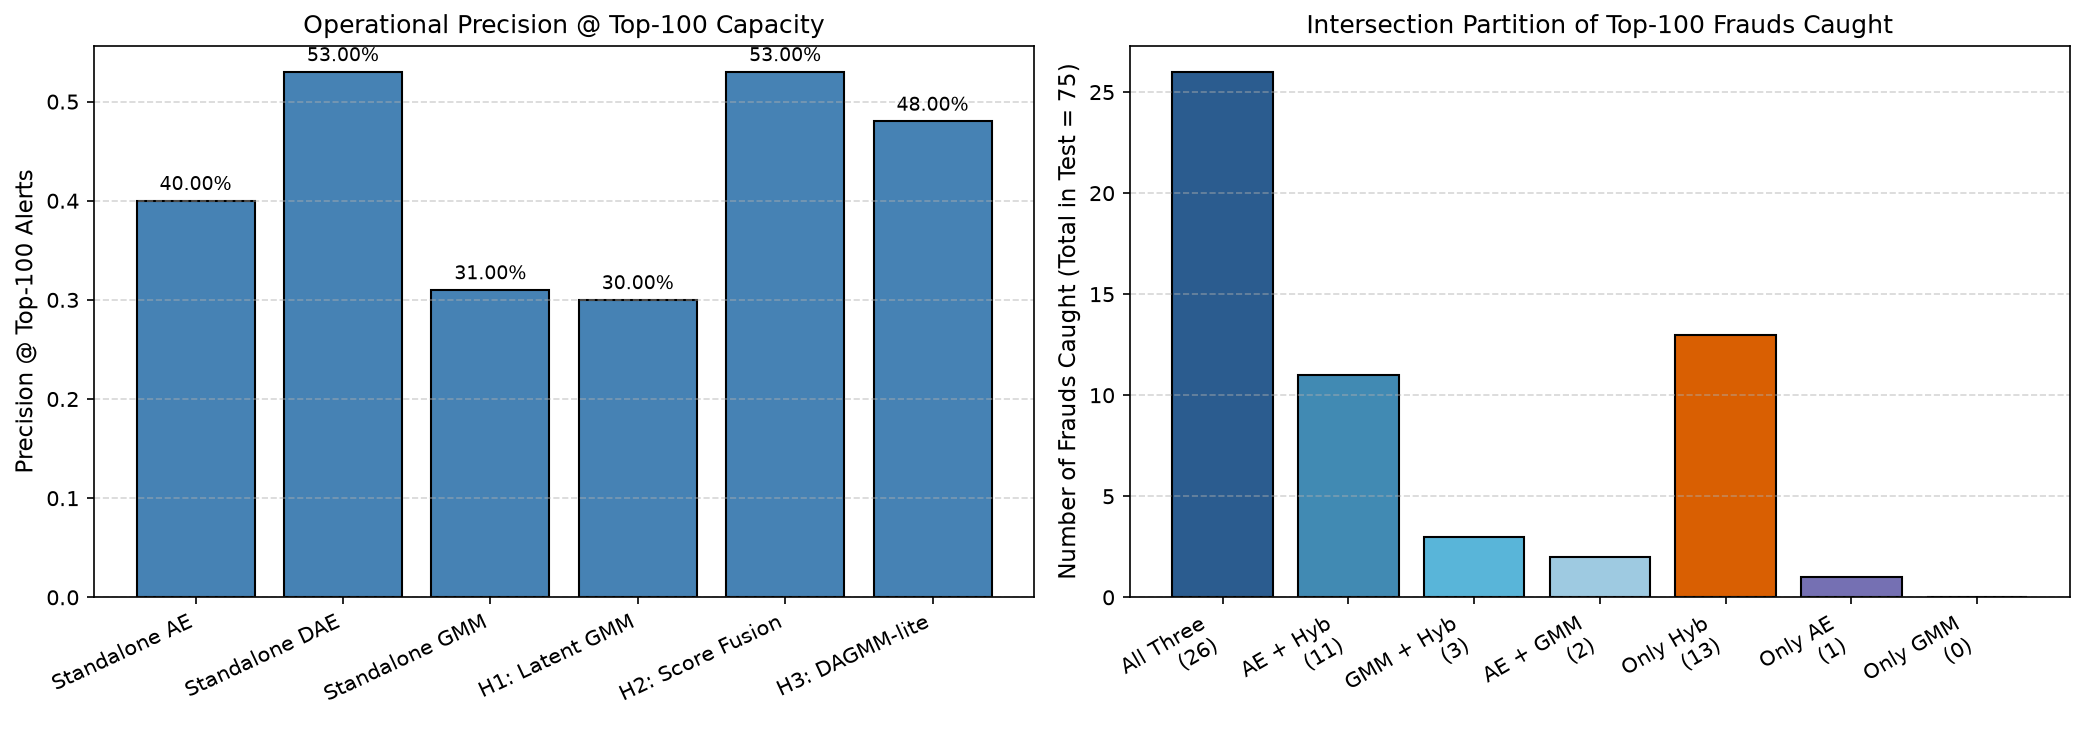 Operational Precision @ Top-100 Capacity
Precision @ Top-100 Alerts
0.5
0.4
0.3
0.2
0.1
0.0
40.00%
53.00%
31.00%
30.00%
53.00%
48.00%
Standalone AE
Standalone DAE
Standalone GMM
H1: Latent GMM
H2: Score Fusion
H3: DAGMM-lite
Intersection Partition of Top-100 Frauds Caught
Number of Frauds Caught (Total in Test = 75)
25
20
15
10
5
0
All Three
(26)
AE + Hyb
(11)
GMM + Hyb
(3)
AE + GMM
(2)
Only Hyb
(13)
Only AE
(1)
Only GMM
(0)